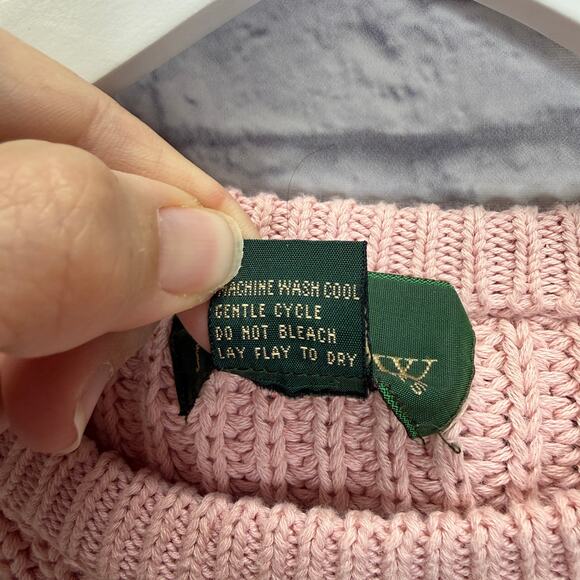 MACHINE WASH COOL
GENTLE CYCLE
DO NOT BLEACH
LAY FLAY TO DRY